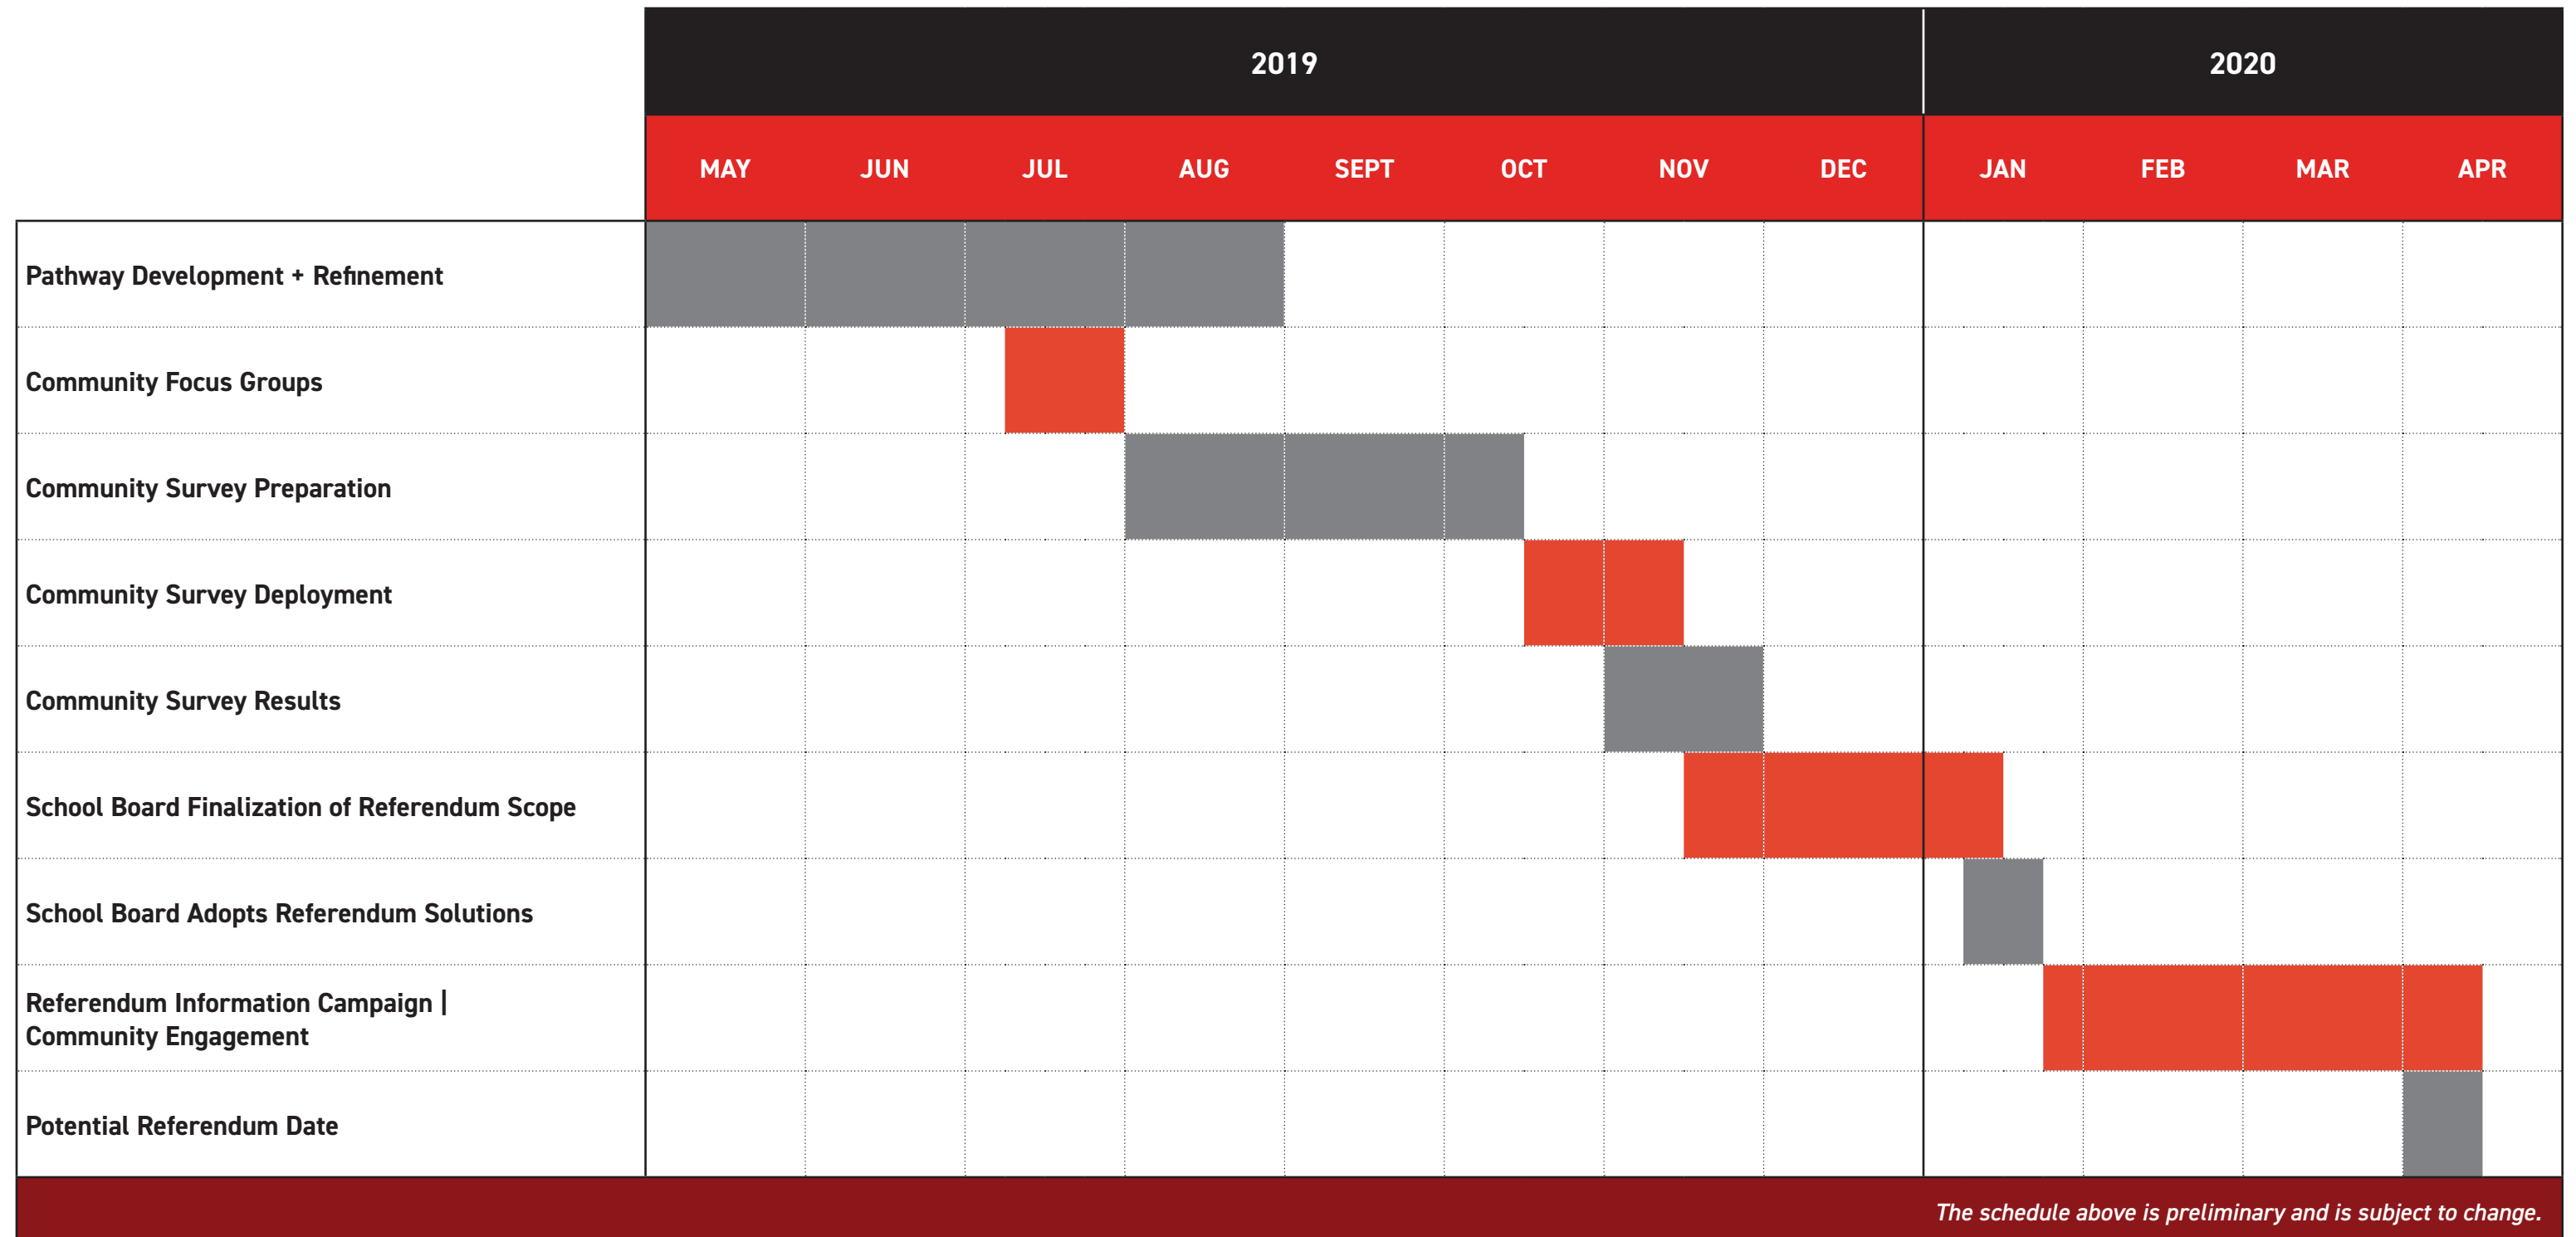 2019
2020
MAY
JUN
JUL
AUG
SEPT
OCT
NOV
DEC
JAN
FEB
MAR
APR
Pathway Development + Refinement
Community Focus Groups
Community Survey Preparation
Community Survey Deployment
Community Survey Results
School Board Finalization of Referendum Scope
School Board Adopts Referendum Solutions
Referendum Information Campaign |
Community Engagement
Potential Referendum Date
The schedule above is preliminary and is subject to change.